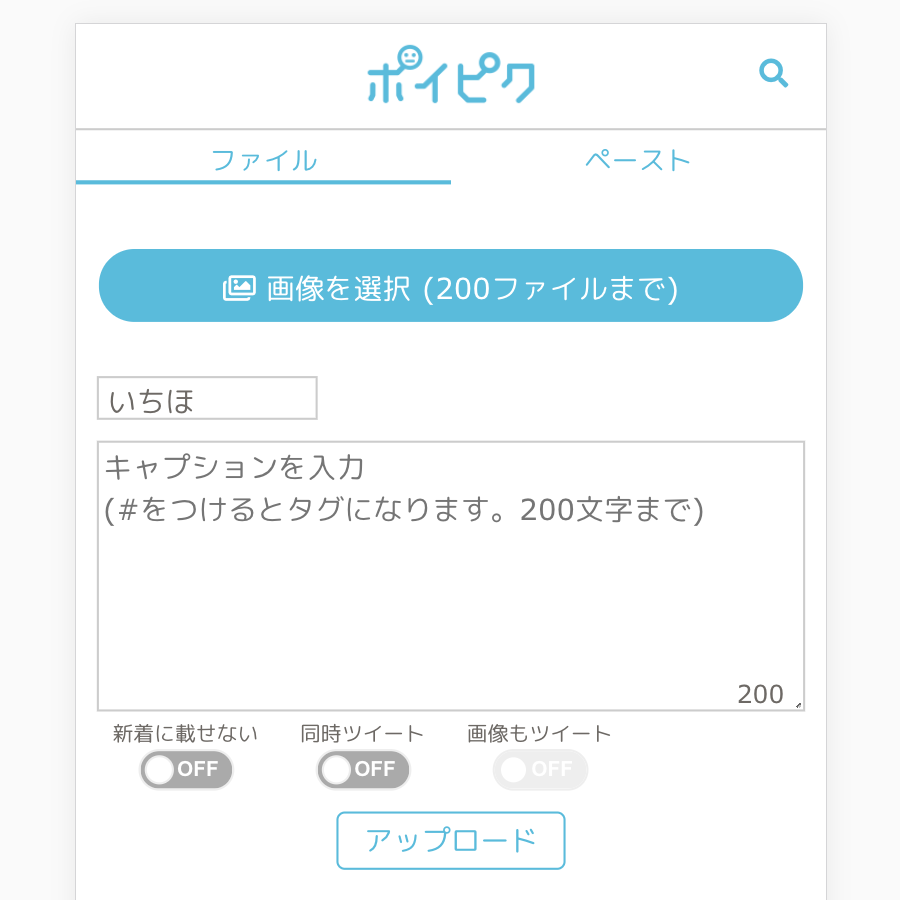 ポイピク
ファイル
ペースト
画像を選択 (200ファイルまで)
いちほ
キャプションを入力
(#をつけるとタグになります。200文字まで)
200
新着に載せない
同時ツイート
画像もツイート
OFF
OFF
OFF
アップロード